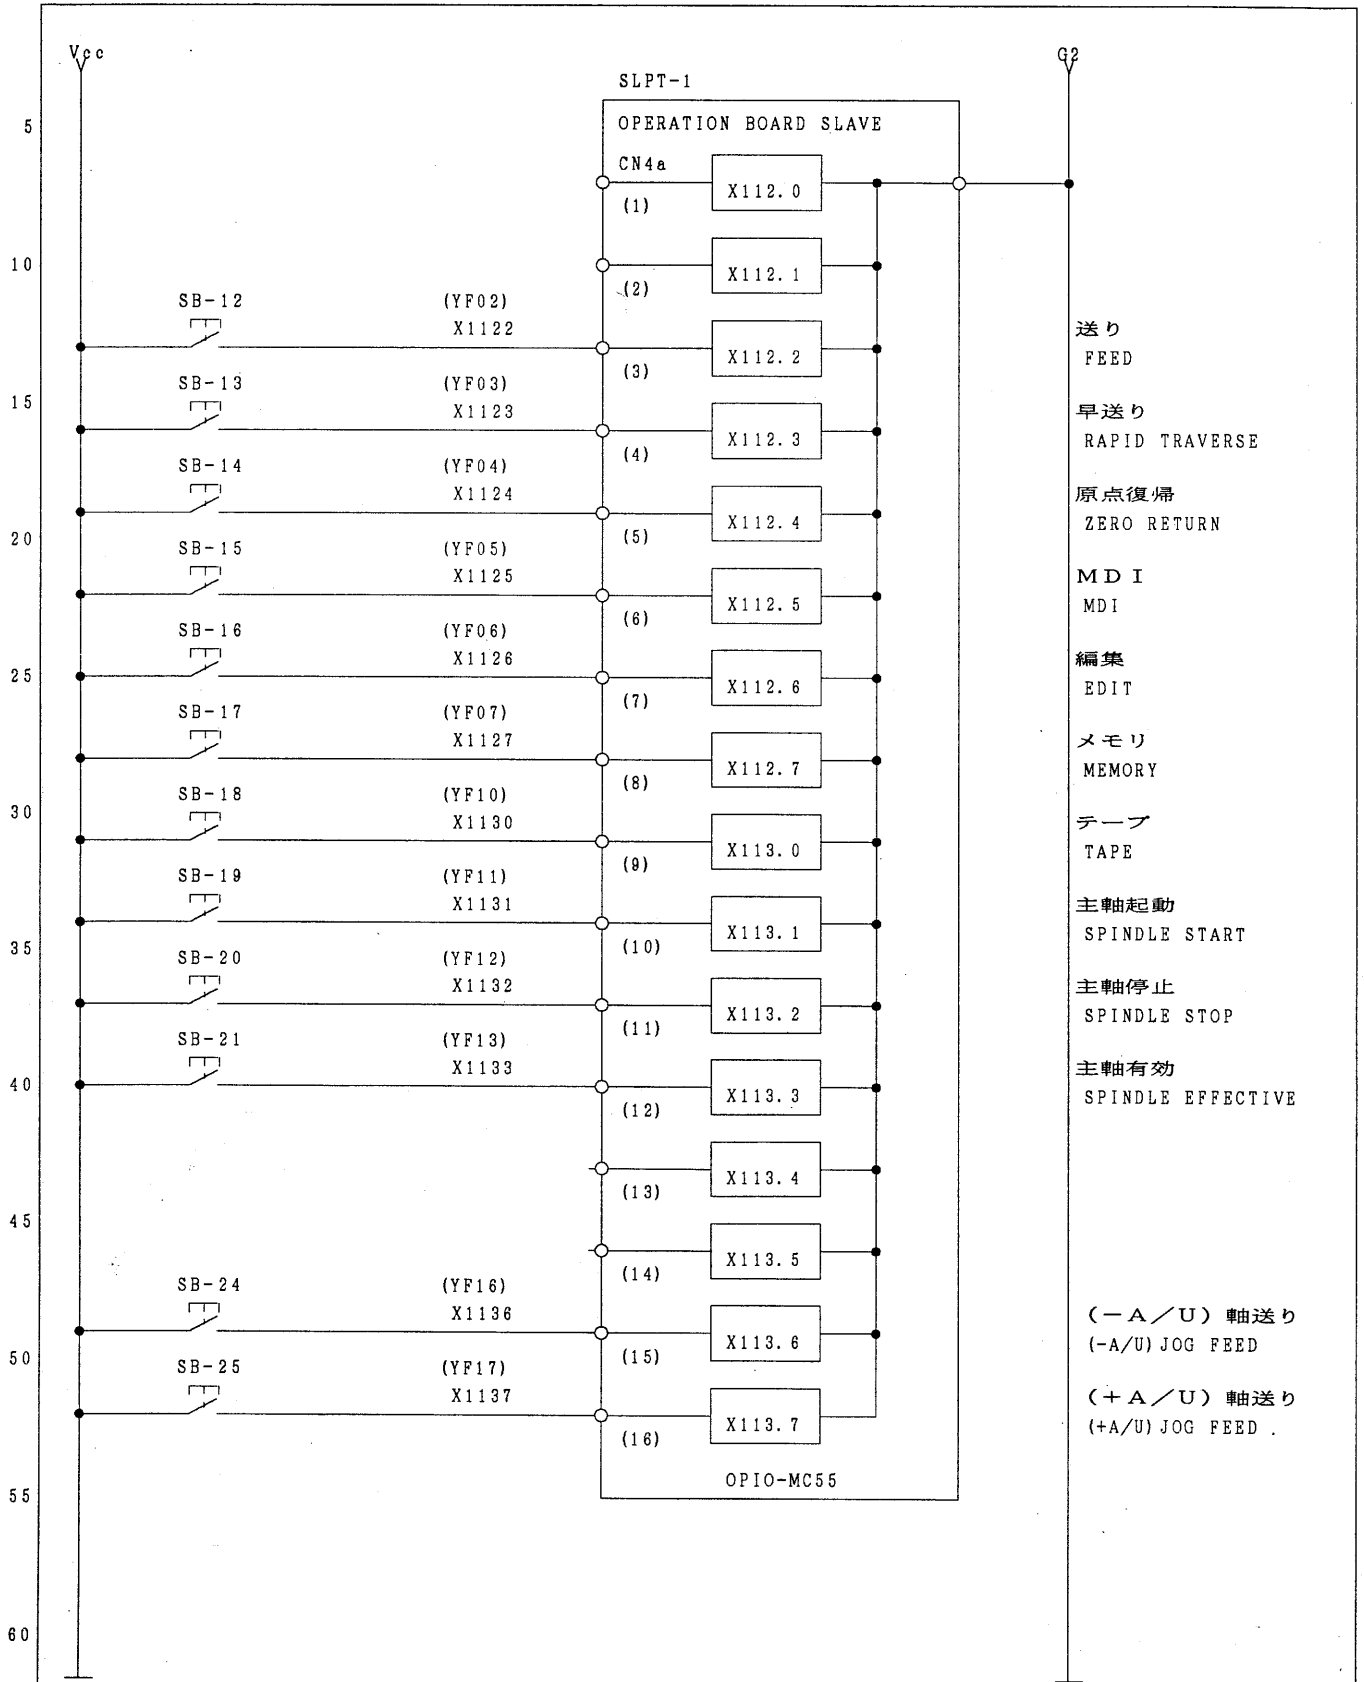 Vcc
G2
SLPT-1
5
OPERATION BOARD SLAVE
CN4a
X112.0
(1)
10
X112.1
(2)
SB-12
(YF02)
X1122
送り
X112.2
FEED
(3)
SB-13
(YF03)
15
X1123
早送り
X112.3
RAPID TRAVERSE
(4)
SB-14
(YF04)
X1124
原点復帰
X112.4
ZERO RETURN
20
(5)
SB-15
(YF05)
X1125
MDI
X112.5
MDI
(6)
SB-16
(YF06)
X1126
編集
25
X112.6
EDIT
(7)
SB-17
(YF07)
X1127
メモリ
X112.7
MEMORY
(8)
SB-18
(YF10)
30
X1130
テープ
X113.0
TAPE
(9)
SB-19
(YF11)
X1131
主軸起動
X113.1
SPINDLE START
35
(10)
SB-20
(YF12)
X1132
主軸停止
X113.2
SPINDLE STOP
(11)
SB-21
(YF13)
X1133
主軸有効
40
X113.3
SPINDLE EFFECTIVE
(12)
X113.4
(13)
45
X113.5
(14)
SB-24
(YF16)
X1136
(－A／U) 軸送り
X113.6
(-A/U) JOG FEED
50
(15)
SB-25
(YF17)
X1137
(＋A／U) 軸送り
X113.7
(+A/U) JOG FEED
(16)
OPIO-MC55
55
60